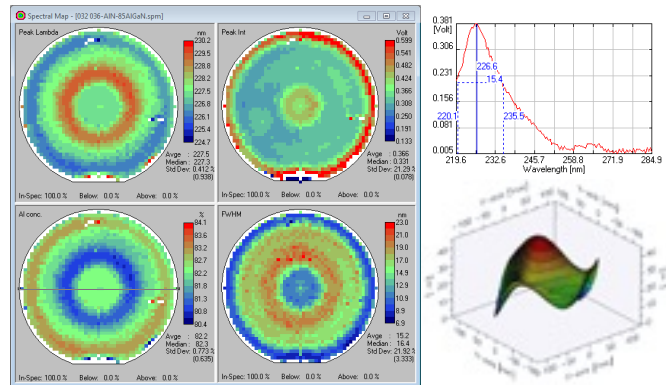 Spectral Map - [032 036-AlN-85AlGaN.spm]
Peak Lambda
nm
230.2
229.5
228.8
228.1
227.4
226.8
226.1
225.4
224.7
Avge : 227.5
Median : 227.3
Std Dev : 0.412 %
(0.938)
In-Spec: 100.0 % Below: 0.0 % Above: 0.0 %
Peak Int
Volt
0.599
0.541
0.482
0.424
0.366
0.308
0.250
0.191
0.133
Avge : 0.366
Median : 0.331
Std Dev : 21.29 %
(0.078)
In-Spec: 100.0 % Below: 0.0 % Above: 0.0 %
Al conc.
%
84.1
83.6
83.2
82.7
82.2
81.8
81.3
80.8
80.4
Avge : 82.2
Median : 82.3
Std Dev : 0.773 %
(0.635)
In-Spec: 100.0 % Below: 0.0 % Above: 0.0 %
FWHM
nm
23.0
21.0
19.0
17.0
15.0
12.9
10.9
8.9
6.9
Avge : 15.2
Median : 16.4
Std Dev : 21.92 %
(3.333)
In-Spec: 100.0 % Below: 0.0 % Above: 0.0 %
0.381
[Volt]
0.306
0.231
0.156
0.081
0.005
226.6
15.4
220.1
235.5
219.6 232.6 245.7 258.8 271.9 284.9
Wavelength [nm]